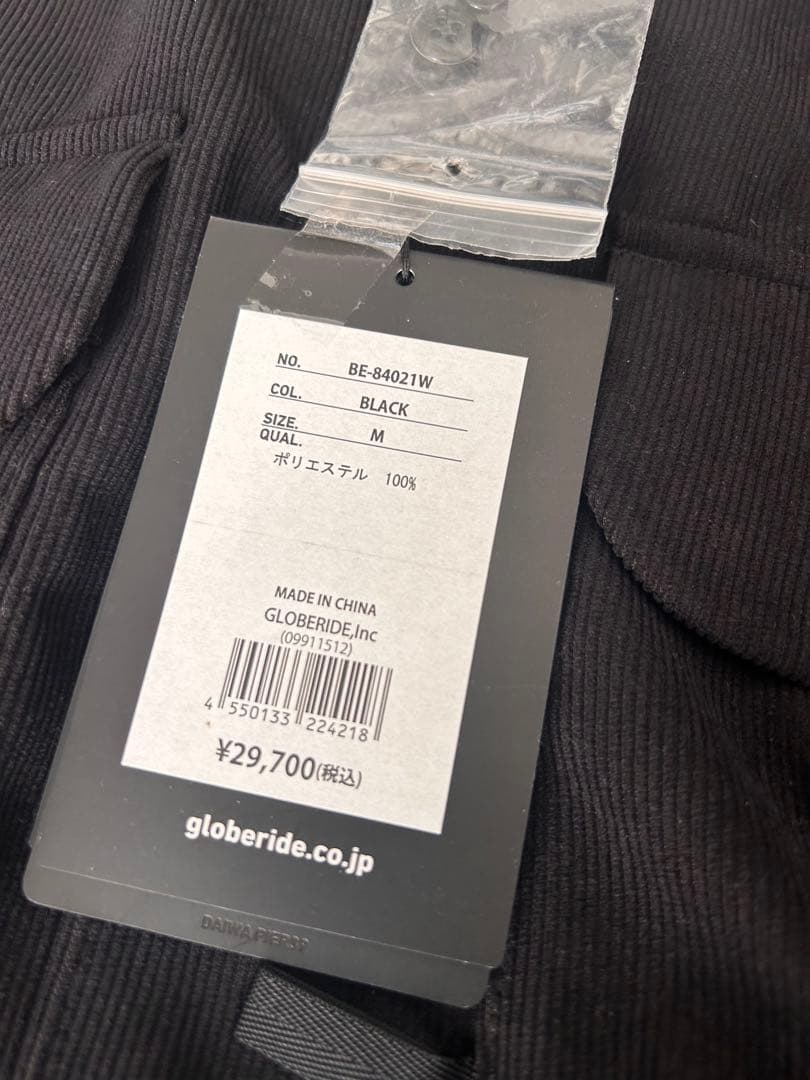 NO. BE-84021W
COL. BLACK
SIZE. M
QUAL.
ポリエステル 100%
MADE IN CHINA
GLOBERIDE,Inc
(09911512)
4 550133 224218
¥29,700(税込)
globeride.co.jp
DAIWA PIER39